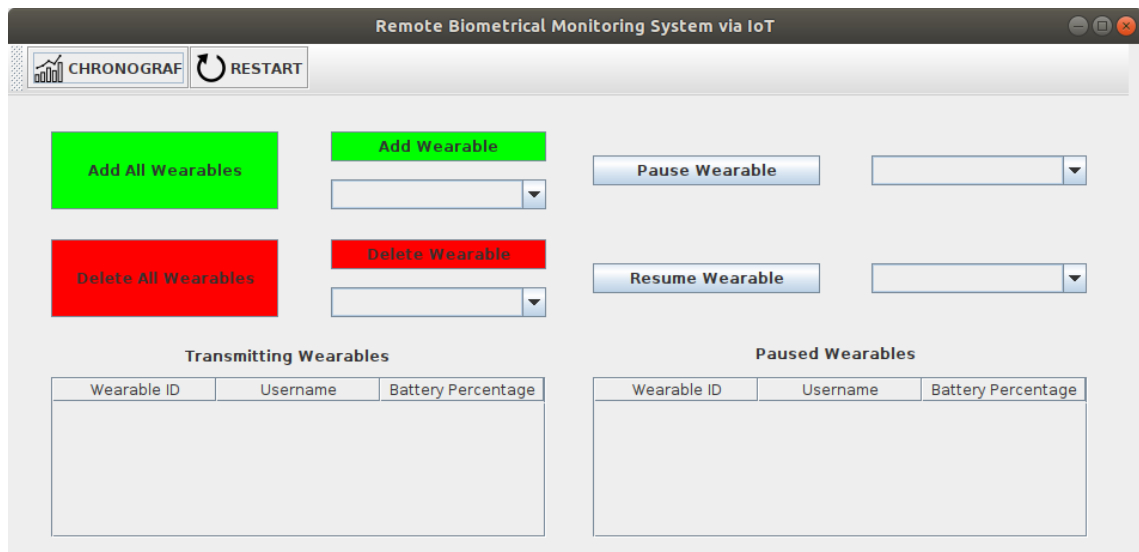 Remote Biometrical Monitoring System via IoT
CHRONOGRAF RESTART
Add All Wearables
Add Wearable
Pause Wearable
Delete All Wearables
Delete Wearable
Resume Wearable
Transmitting Wearables
Wearable ID Username Battery Percentage
Paused Wearables
Wearable ID Username Battery Percentage